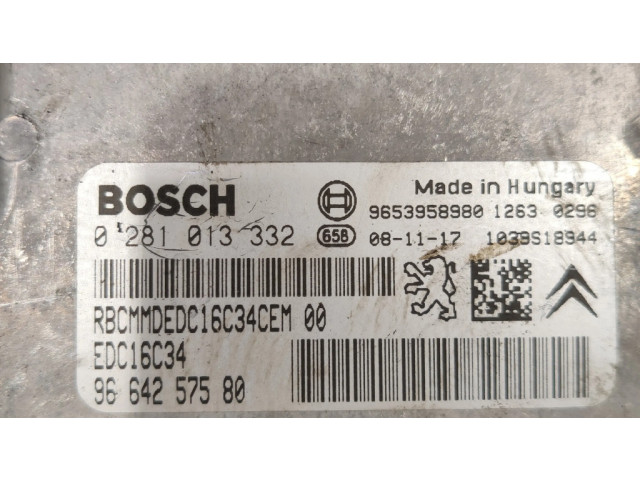 BOSCH
Made in Hungary
9653958980 1263 0296
0 281 013 332 658 08-11-17 1039S18944
RBCMMDEDC16C34CEM 00
EDC16C34
96 642 575 80